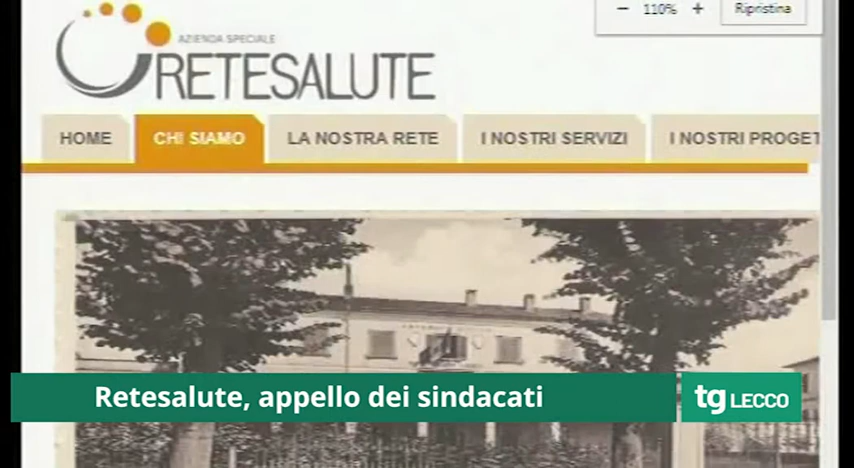 − 110% + Ripristina
AZIENDA SPECIALE
RETESALUTE
HOME CHI SIAMO LA NOSTRA RETE I NOSTRI SERVIZI I NOSTRI PROGET
Retesalute, appello dei sindacati
tg LECCO